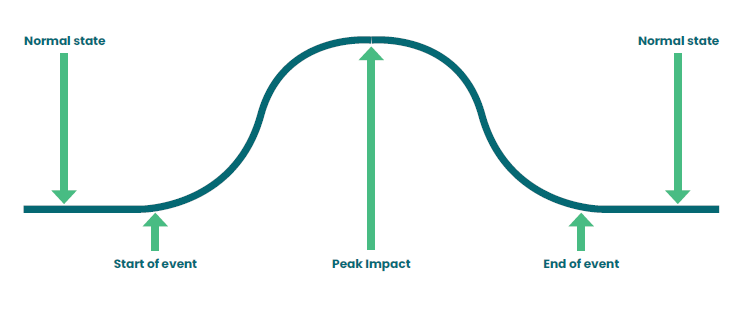 Normal state
Normal state
Start of event
Peak Impact
End of event